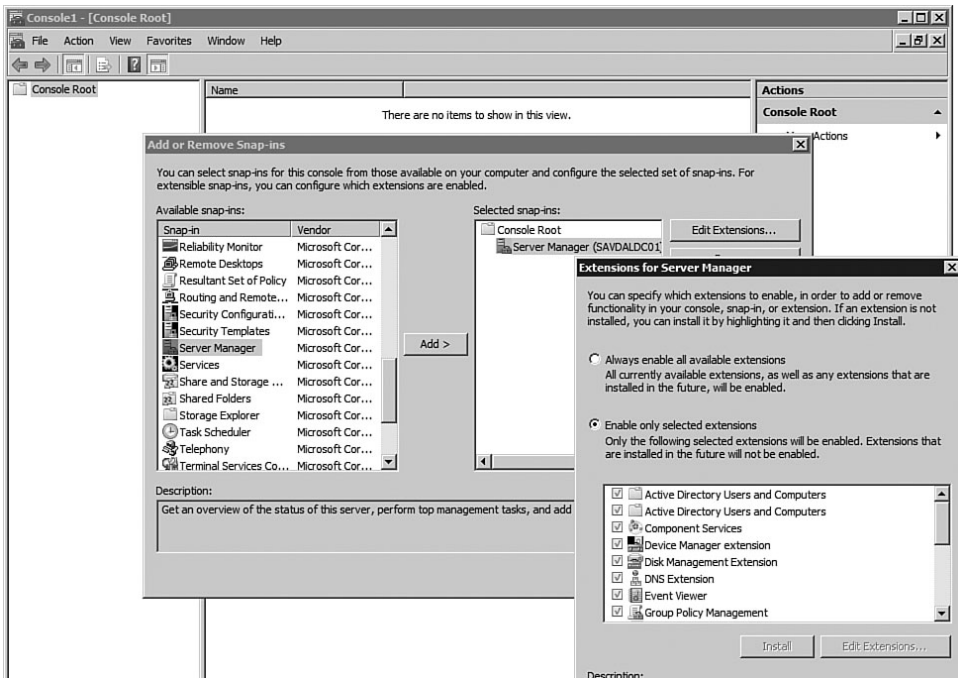 Console1 - [Console Root]
File Action View Favorites Window Help
Console Root
Name
There are no items to show in this view.
Actions
Console Root
Actions
Add or Remove Snap-ins
You can select snap-ins for this console from those available on your computer and configure the selected set of snap-ins. For
extensible snap-ins, you can configure which extensions are enabled.
Available snap-ins:
Snap-in Vendor
Reliability Monitor Microsoft Cor...
Remote Desktops Microsoft Cor...
Resultant Set of Policy Microsoft Cor...
Routing and Remote... Microsoft Cor...
Security Configurati... Microsoft Cor...
Security Templates Microsoft Cor...
Server Manager Microsoft Cor...
Services Microsoft Cor...
Share and Storage ... Microsoft Cor...
Shared Folders Microsoft Cor...
Storage Explorer Microsoft Cor...
Task Scheduler Microsoft Cor...
Telephony Microsoft Cor...
Terminal Services Co... Microsoft Cor...
Add >
Selected snap-ins:
Console Root
Server Manager (SAVDALDC01)
Edit Extensions...
Description:
Get an overview of the status of this server, perform top management tasks, and add
Extensions for Server Manager
You can specify which extensions to enable, in order to add or remove
functionality in your console, snap-in, or extension. If an extension is not
installed, you can install it by highlighting it and then clicking Install.
Always enable all available extensions
All currently available extensions, as well as any extensions that are
installed in the future, will be enabled.
Enable only selected extensions
Only the following selected extensions will be enabled. Extensions that
are installed in the future will not be enabled.
Active Directory Users and Computers
Active Directory Users and Computers
Component Services
Device Manager extension
Disk Management Extension
DNS Extension
Event Viewer
Group Policy Management
Install Edit Extensions...
Description: